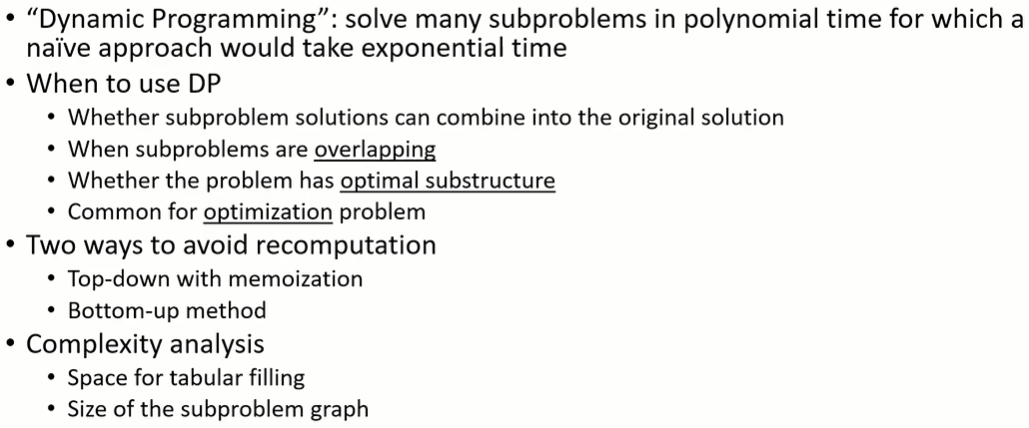 • “Dynamic Programming”: solve many subproblems in polynomial time for which a
naïve approach would take exponential time
• When to use DP
• Whether subproblem solutions can combine into the original solution
• When subproblems are overlapping
• Whether the problem has optimal substructure
• Common for optimization problem
• Two ways to avoid recomputation
• Top-down with memoization
• Bottom-up method
• Complexity analysis
• Space for tabular filling
• Size of the subproblem graph